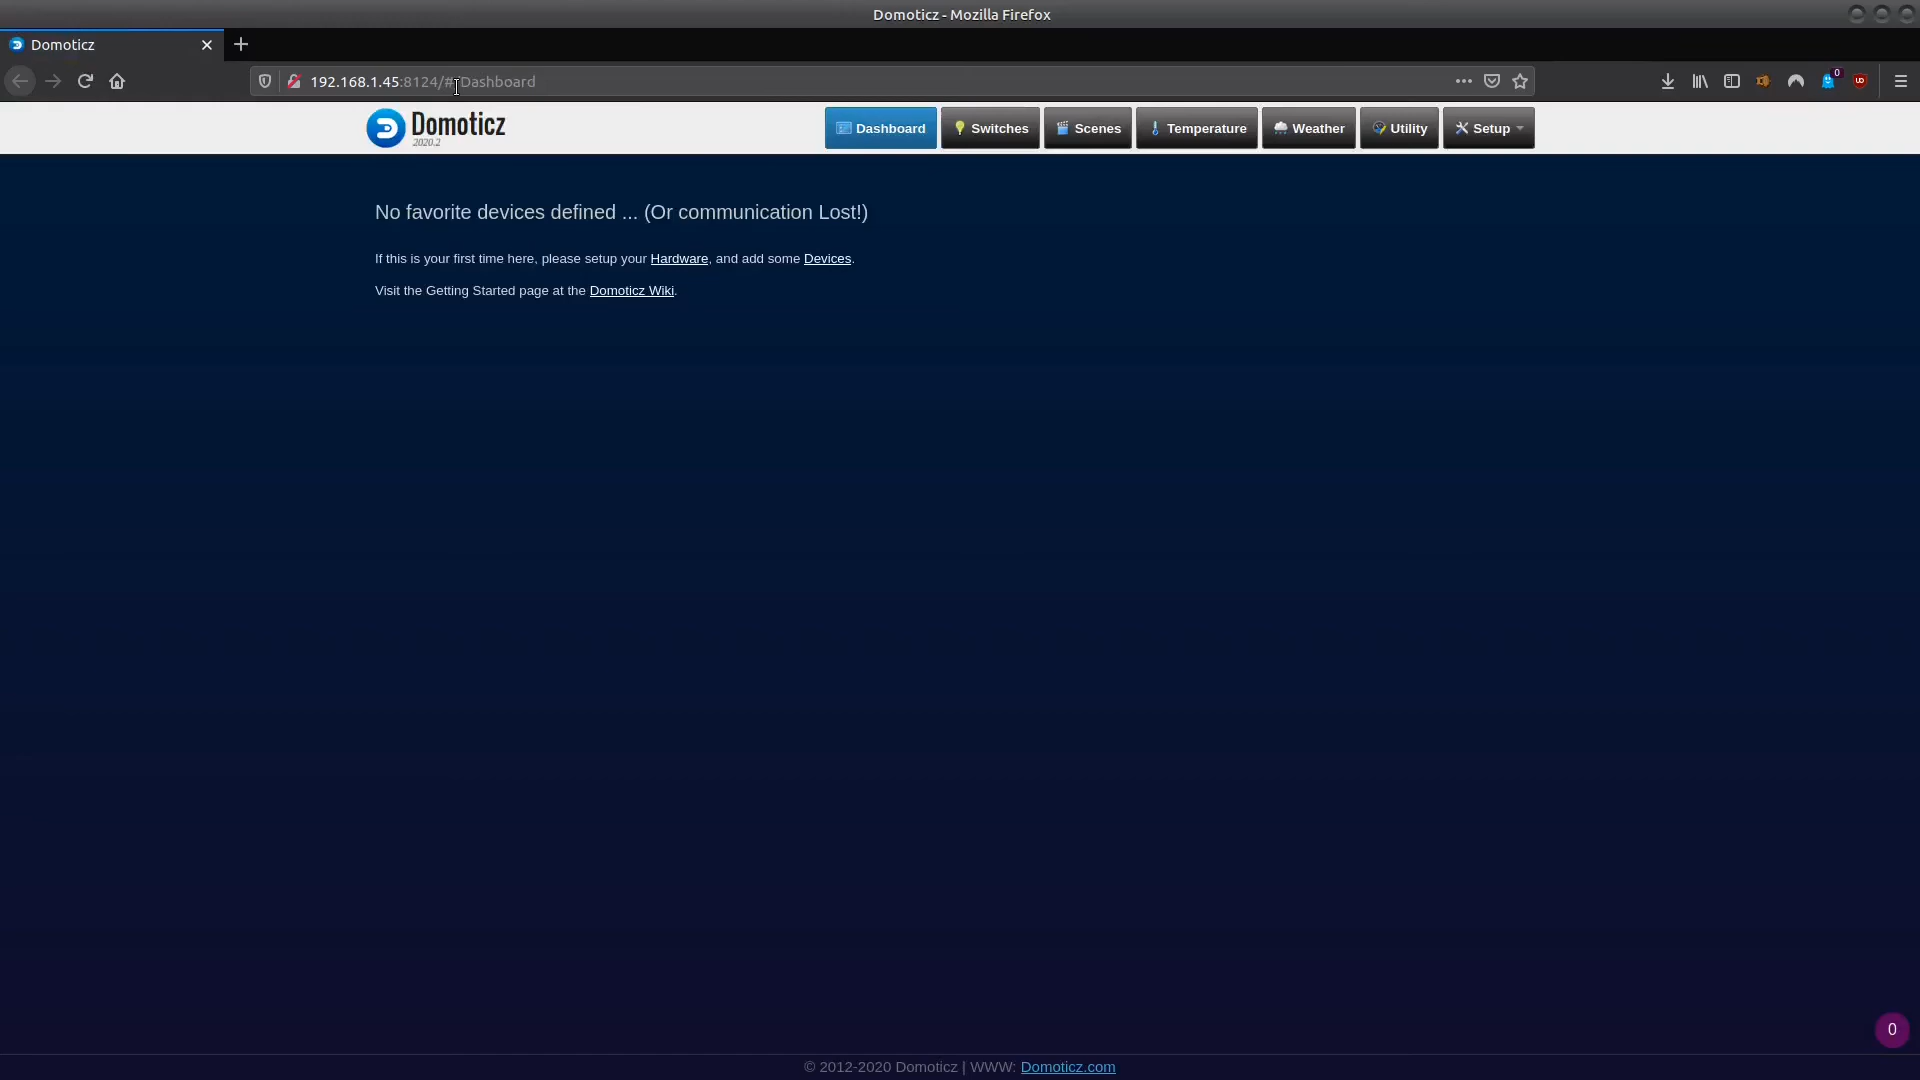 Domoticz - Mozilla Firefox
Domoticz
192.168.1.45:8124/#/Dashboard
0
Domoticz
2020.2
Dashboard Switches Scenes Temperature Weather Utility Setup
No favorite devices defined ... (Or communication Lost!)
If this is your first time here, please setup your Hardware, and add some Devices.
Visit the Getting Started page at the Domoticz Wiki.
0
© 2012-2020 Domoticz | WWW: Domoticz.com